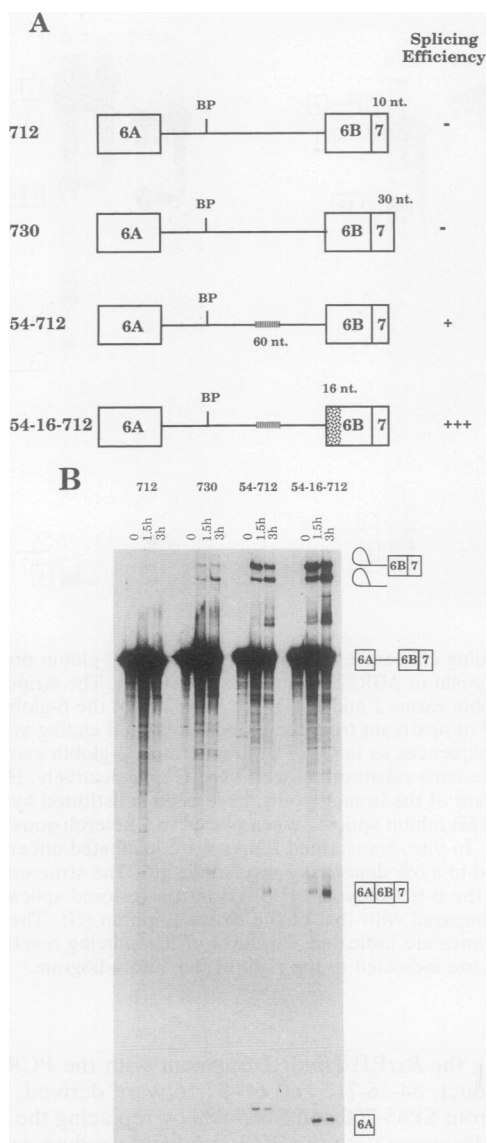 A
Splicing
Efficiency
10 nt.
BP
712
6A
6B
7
-
30 nt.
BP
730
6A
6B
7
-
BP
54-712
6A
6B
7
+
60 nt.
16 nt.
BP
54-16-712
6A
6B
7
+++
B
712
730
54-712
54-16-712
0
1.5h
3h
0
1.5h
3h
0
1.5h
3h
0
1.5h
3h
6B 7
6A
6B 7
6A 6B 7
6A